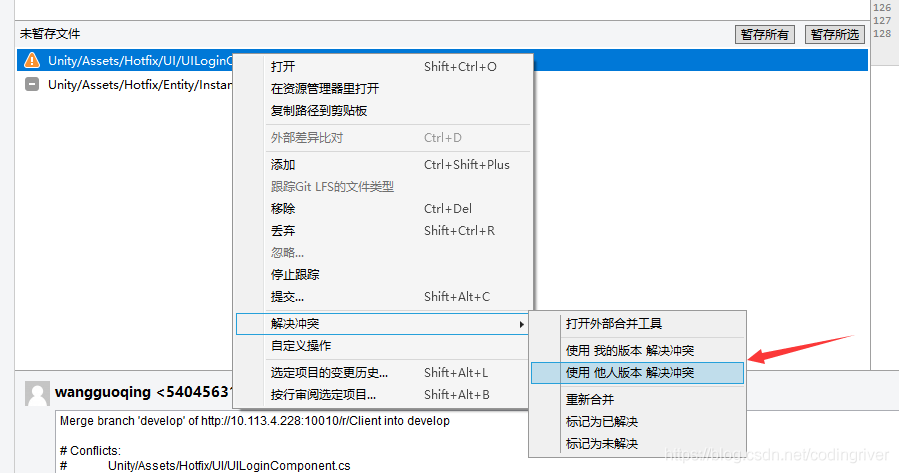 126
127
128
未暂存文件
暂存所有
暂存所选
Unity/Assets/Hotfix/UI/UILoginC
Unity/Assets/Hotfix/Entity/Instan
打开 Shift+Ctrl+O
在资源管理器里打开
复制路径到剪贴板
外部差异比对 Ctrl+D
添加 Ctrl+Shift+Plus
跟踪Git LFS的文件类型
移除 Ctrl+Del
丢弃 Shift+Ctrl+R
忽略...
停止跟踪
提交... Shift+Alt+C
解决冲突
自定义操作
选定项目的变更历史... Shift+Alt+L
按行审阅选定项目... Shift+Alt+B
打开外部合并工具
使用 我的版本 解决冲突
使用 他人版本 解决冲突
重新合并
标记为已解决
标记为未解决
wangguoqing <5404563
Merge branch 'develop' of http://10.113.4.228:10010/r/Client into develop
# Conflicts:
# Unity/Assets/Hotfix/UI/UILoginComponent.cs
https://blog.csdn.net/codingriver